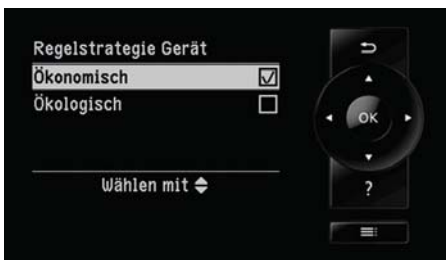 Regelstrategie Gerät
Ökonomisch
Ökologisch
Wählen mit
OK
?